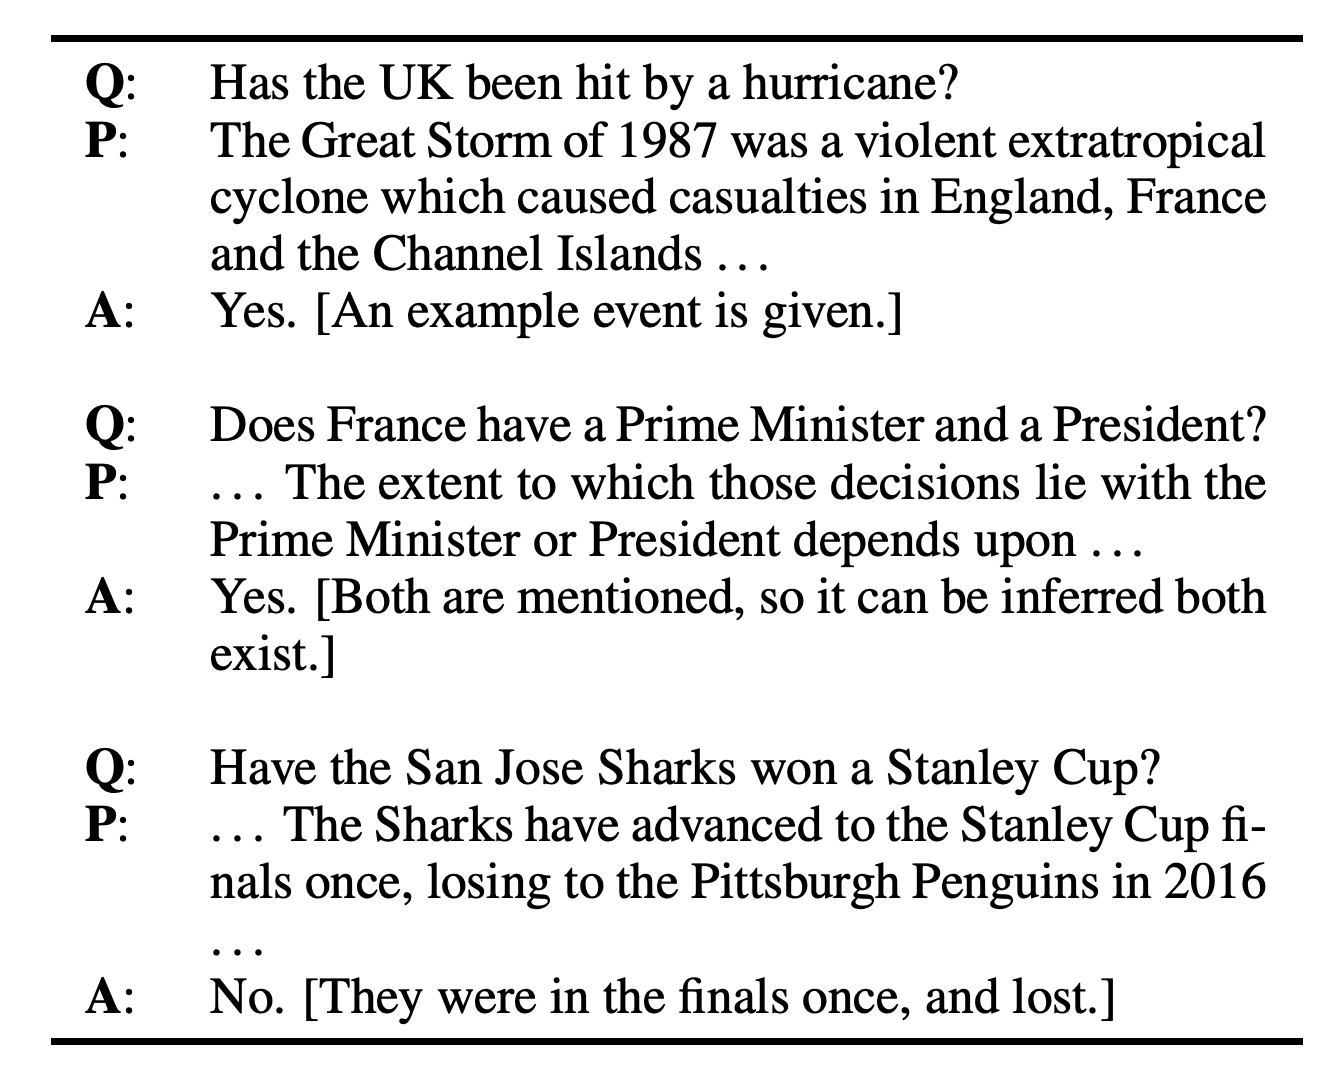 Q: Has the UK been hit by a hurricane?
P: The Great Storm of 1987 was a violent extratropical
cyclone which caused casualties in England, France
and the Channel Islands ...
A: Yes. [An example event is given.]
Q: Does France have a Prime Minister and a President?
P: ... The extent to which those decisions lie with the
Prime Minister or President depends upon ...
A: Yes. [Both are mentioned, so it can be inferred both
exist.]
Q: Have the San Jose Sharks won a Stanley Cup?
P: ... The Sharks have advanced to the Stanley Cup fi-
nals once, losing to the Pittsburgh Penguins in 2016
...
A: No. [They were in the finals once, and lost.]